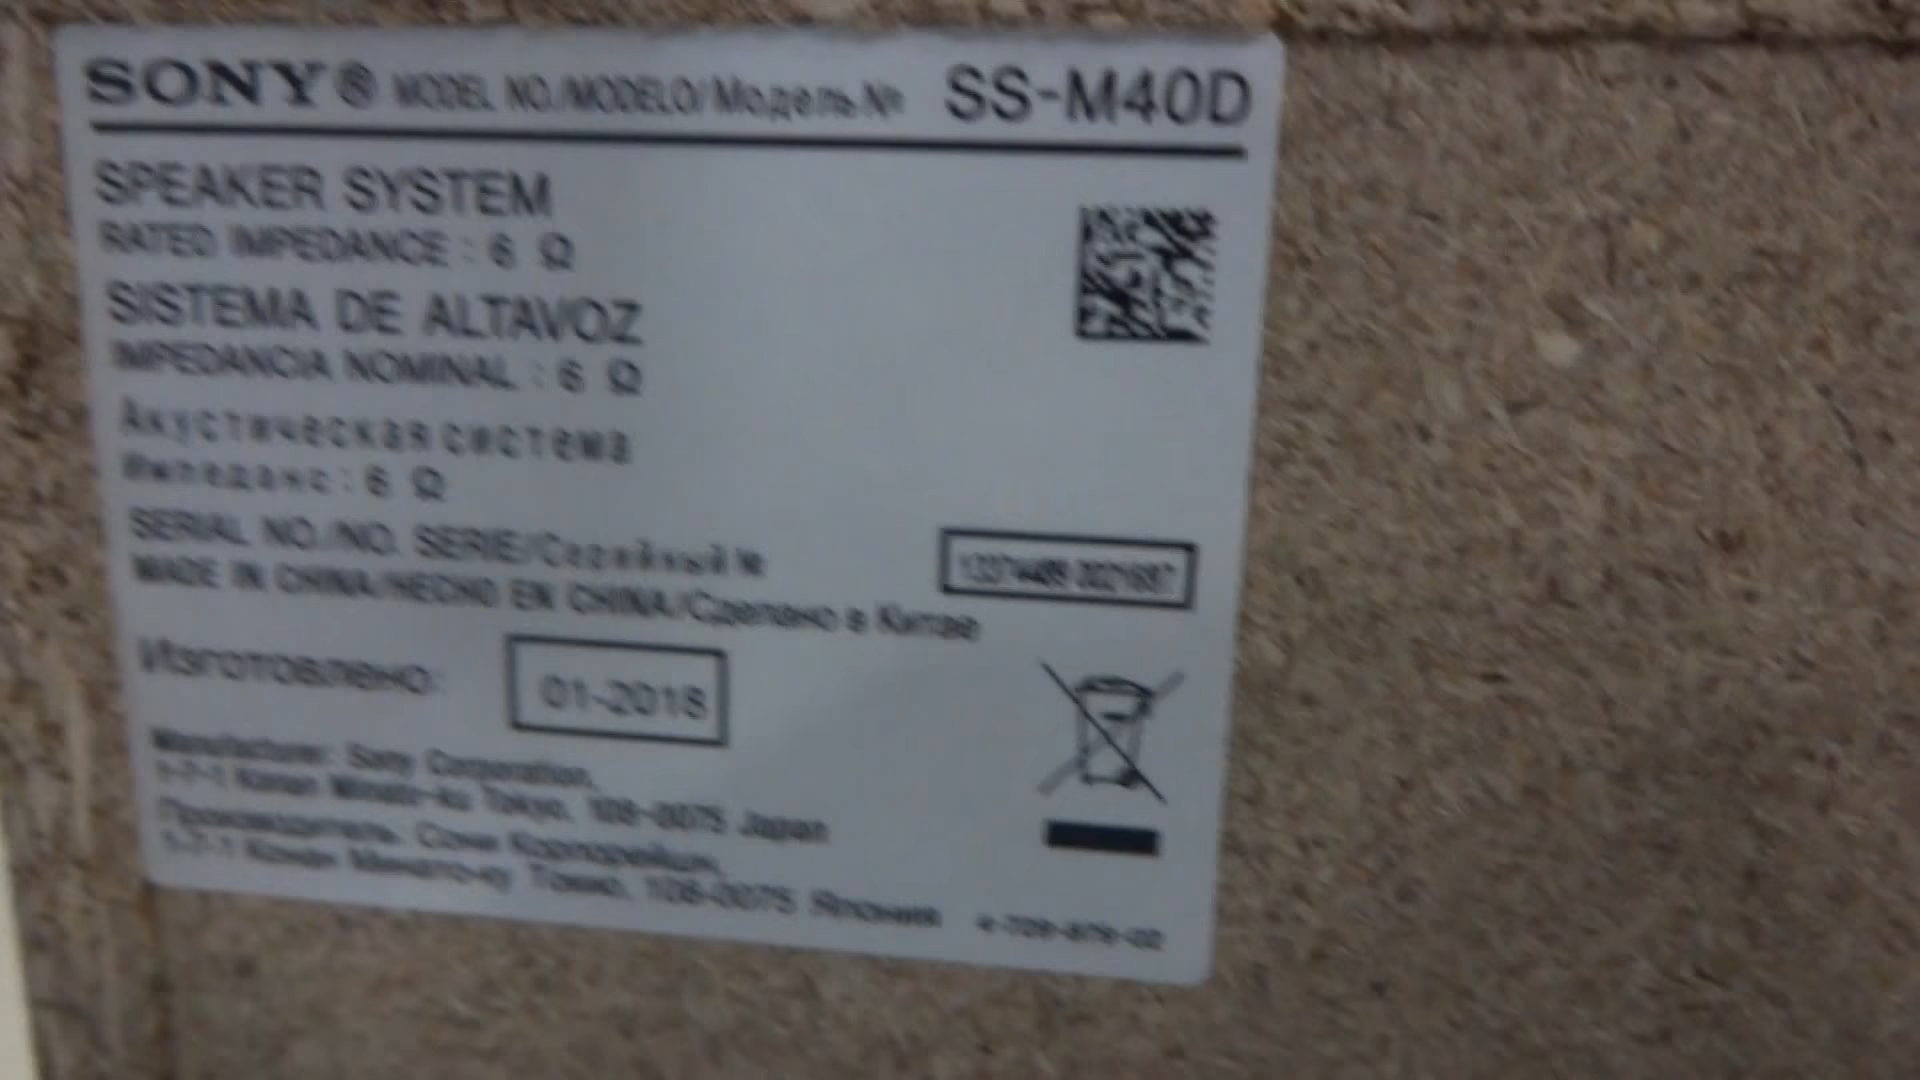 SONY® MODEL NO./MODELO/Модель № SS-M40D
SPEAKER SYSTEM
RATED IMPEDANCE : 6 Ω
SISTEMA DE ALTAVOZ
IMPEDANCIA NOMINAL : 6 Ω
Акустическая система
Импеданс : 6 Ω
SERIAL NO./NO. SERIE/Серийный №
MADE IN CHINA/HECHO EN CHINA/Сделано в Китае
Изготовлено: 01-2018
Manufacturer: Sony Corporation,
1-7-1 Konan Minato-ku Tokyo, 108-0075 Japan
Производитель: Сони Корпорейшн,
1-7-1 Конан Минато-ку Токио, 108-0075 Япония